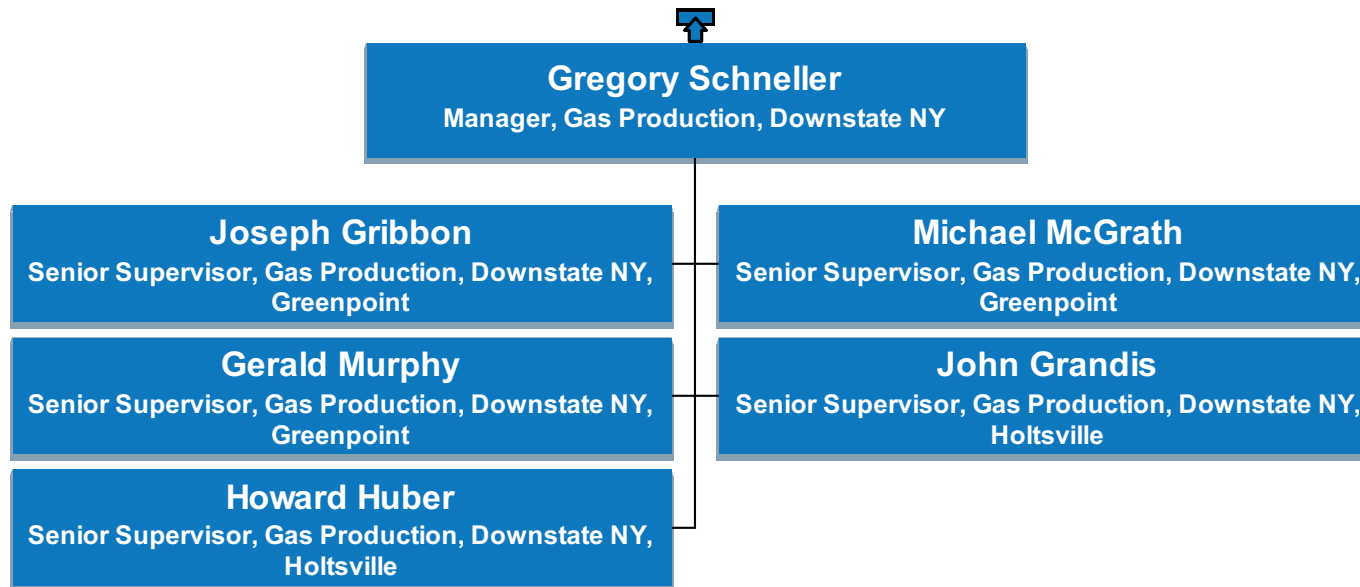 Gregory Schneller
Manager, Gas Production, Downstate NY
Joseph Gribbon
Senior Supervisor, Gas Production, Downstate NY,
Greenpoint
Michael McGrath
Senior Supervisor, Gas Production, Downstate NY,
Greenpoint
Gerald Murphy
Senior Supervisor, Gas Production, Downstate NY,
Greenpoint
John Grandis
Senior Supervisor, Gas Production, Downstate NY,
Holtsville
Howard Huber
Senior Supervisor, Gas Production, Downstate NY,
Holtsville